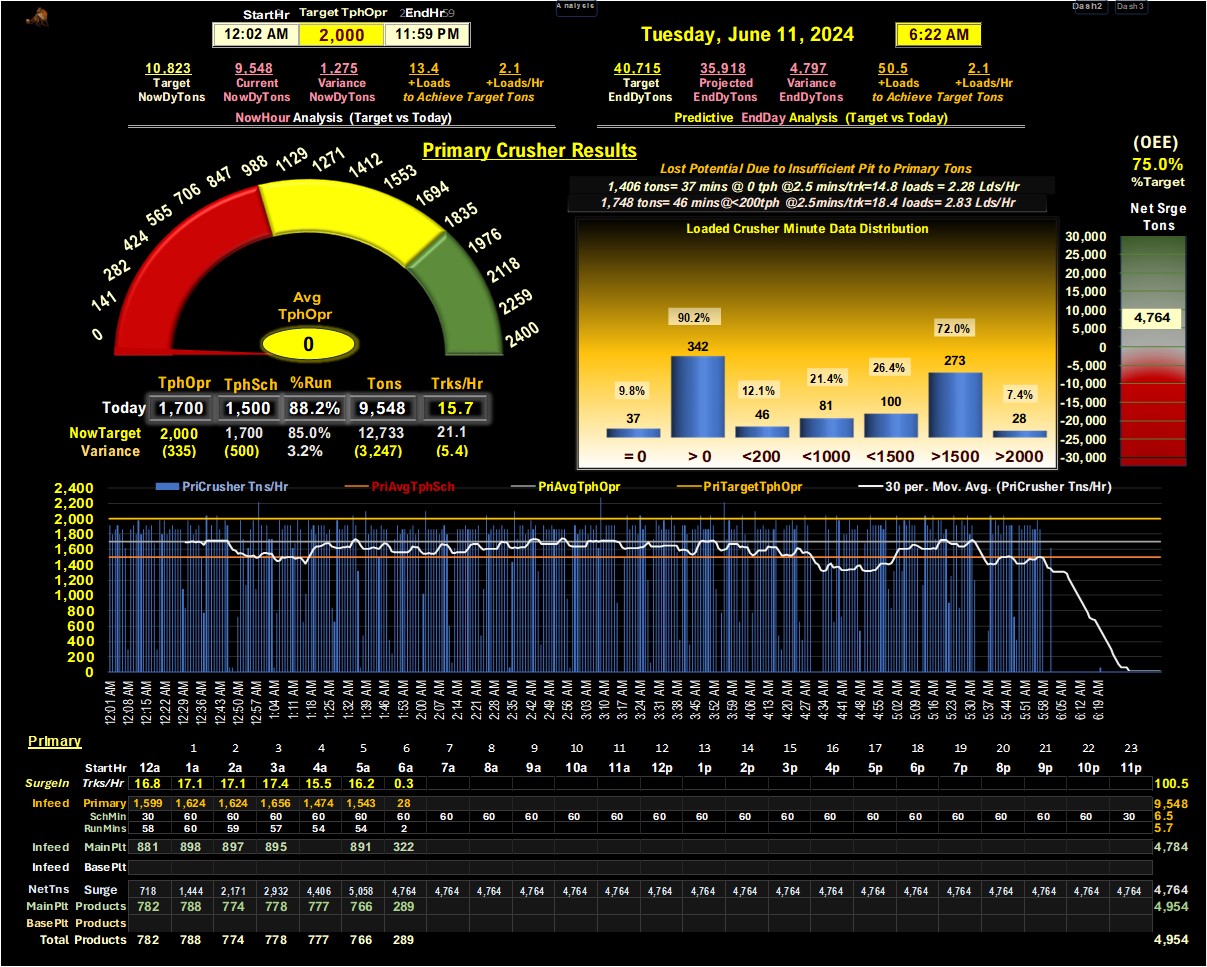 Analysis
Dash2 Dash3
StartHr Target TphOpr EndHr
12:02 AM 2,000 11:59 PM
Tuesday, June 11, 2024 6:22 AM
10,823 9,548 1,275 13.4 2.1
Target Current Variance +Loads +Loads/Hr
NowDyTons NowDyTons NowDyTons to Achieve Target Tons
NowHour Analysis (Target vs Today)
40,715 35,918 4,797 50.5 2.1
Target Projected Variance +Loads +Loads/Hr
EndDyTons EndDyTons EndDyTons to Achieve Target Tons
Predictive EndDay Analysis (Target vs Today)
Primary Crusher Results
0 141 282 424 565 706 847 988 1129 1271 1412 1553 1694 1835 1976 2118 2259 2400
Avg
TphOpr
0
TphOpr TphSch %Run Tons Trks/Hr
Today 1,700 1,500 88.2% 9,548 15.7
NowTarget 2,000 1,700 85.0% 12,733 21.1
Variance (335) (500) 3.2% (3,247) (5.4)
Lost Potential Due to Insufficient Pit to Primary Tons
1,406 tons= 37 mins @ 0 tph @2.5 mins/trk=14.8 loads = 2.28 Lds/Hr
1,748 tons= 46 mins@<200tph @2.5mins/trk=18.4 loads= 2.83 Lds/Hr
Loaded Crusher Minute Data Distribution
9.8% 90.2% 12.1% 21.4% 26.4% 72.0% 7.4%
37 342 46 81 100 273 28
= 0 > 0 <200 <1000 <1500 >1500 >2000
(OEE)
75.0%
%Target
Net Srge
Tons
30,000
25,000
20,000
15,000
10,000
5,000
0
-5,000
-10,000
-15,000
-20,000
-25,000
-30,000
4,764
PriCrusher Tns/Hr PriAvgTphSch PriAvgTphOpr PriTargetTphOpr 30 per. Mov. Avg. (PriCrusher Tns/Hr)
2,400
2,200
2,000
1,800
1,600
1,400
1,200
1,000
800
600
400
200
0
12:01 AM 12:08 AM 12:15 AM 12:22 AM 12:29 AM 12:36 AM 12:43 AM 12:50 AM 12:57 AM 1:04 AM 1:11 AM 1:18 AM 1:25 AM 1:32 AM 1:39 AM 1:46 AM 1:53 AM 2:00 AM 2:07 AM 2:14 AM 2:21 AM 2:28 AM 2:35 AM 2:42 AM 2:49 AM 2:56 AM 3:03 AM 3:10 AM 3:17 AM 3:24 AM 3:31 AM 3:38 AM 3:45 AM 3:52 AM 3:59 AM 4:06 AM 4:13 AM 4:20 AM 4:27 AM 4:34 AM 4:41 AM 4:48 AM 4:55 AM 5:02 AM 5:09 AM 5:16 AM 5:23 AM 5:30 AM 5:37 AM 5:44 AM 5:51 AM 5:58 AM 6:05 AM 6:12 AM 6:19 AM
Primary
1 2 3 4 5 6 7 8 9 10 11 12 13 14 15 16 17 18 19 20 21 22 23
StartHr 12a 1a 2a 3a 4a 5a 6a 7a 8a 9a 10a 11a 12p 1p 2p 3p 4p 5p 6p 7p 8p 9p 10p 11p
SurgeIn Trks/Hr 16.8 17.1 17.1 17.4 15.5 16.2 0.3 100.5
Infeed Primary 1,599 1,624 1,624 1,656 1,474 1,543 28 9,548
SchMin 30 60 60 60 60 60 60 60 60 60 60 60 60 60 60 60 60 60 60 60 60 60 60 30 6.5
RunMins 58 60 59 57 54 54 2 5.7
Infeed MainPlt 881 898 897 895 891 322 4,784
Infeed BasePlt
NetTns Surge 718 1,444 2,171 2,932 4,406 5,058 4,764 4,764 4,764 4,764 4,764 4,764 4,764 4,764 4,764 4,764 4,764 4,764 4,764 4,764 4,764 4,764 4,764 4,764 4,764
MainPlt Products 782 788 774 778 777 766 289 4,954
BasePlt Products
Total Products 782 788 774 778 777 766 289 4,954